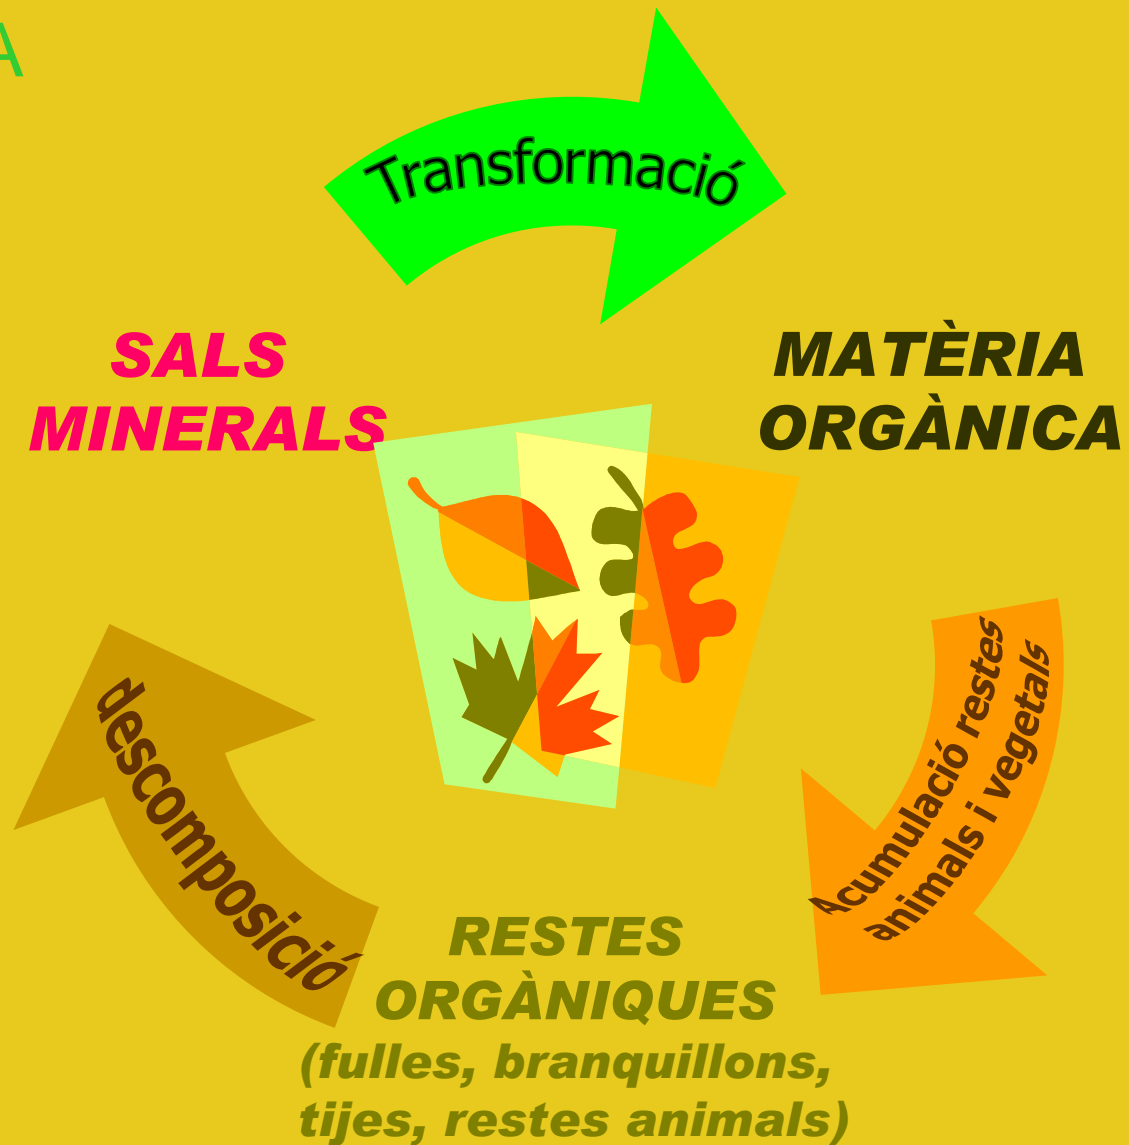 A
Transformació
SALS
MINERALS
MATÈRIA
ORGÀNICA
Acumulació restes
animals i vegetals
descomposició
RESTES
ORGÀNIQUES
(fulles, branquillons,
tijes, restes animals)